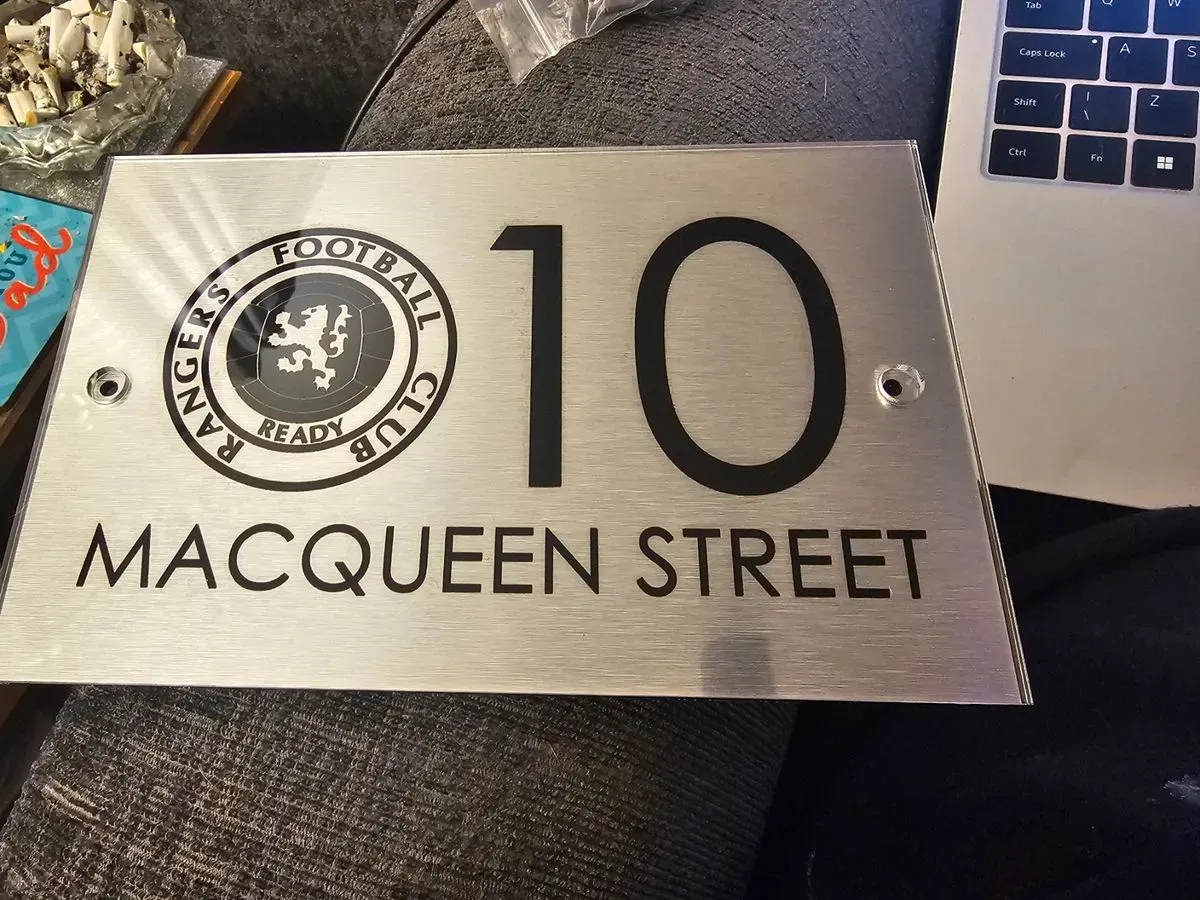 RANGERS FOOTBALL CLUB
READY
10
MACQUEEN STREET
Tab
Q
W
Caps Lock
A
S
Shift
| \
Z
Ctrl
Fn